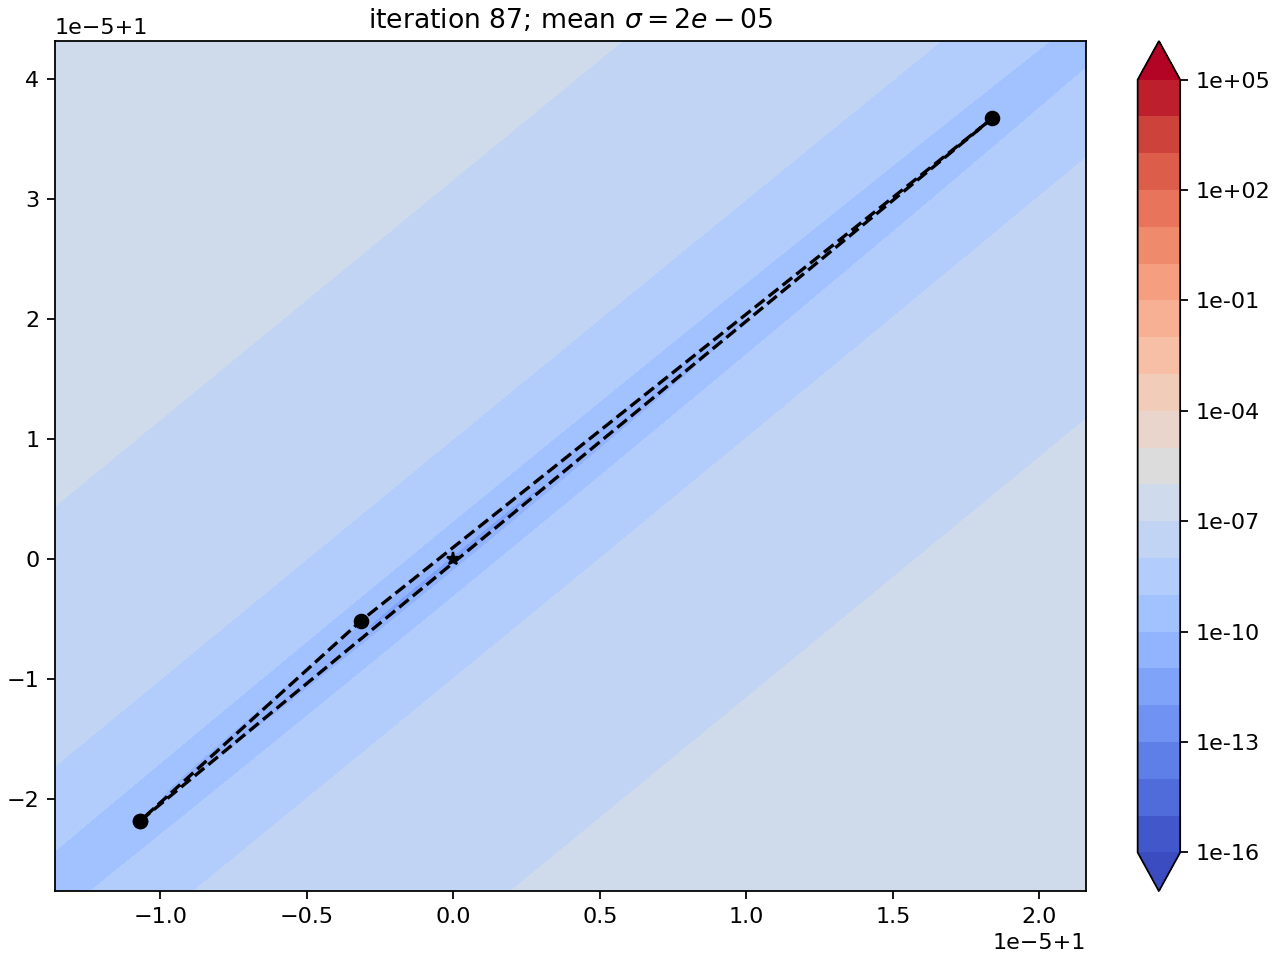 iteration 87; mean σ = 2e − 05
1e−5+1
4
3
2
1
0
−1
−2
−1.0
−0.5
0.0
0.5
1.0
1.5
2.0
1e−5+1
1e+05
1e+02
1e-01
1e-04
1e-07
1e-10
1e-13
1e-16